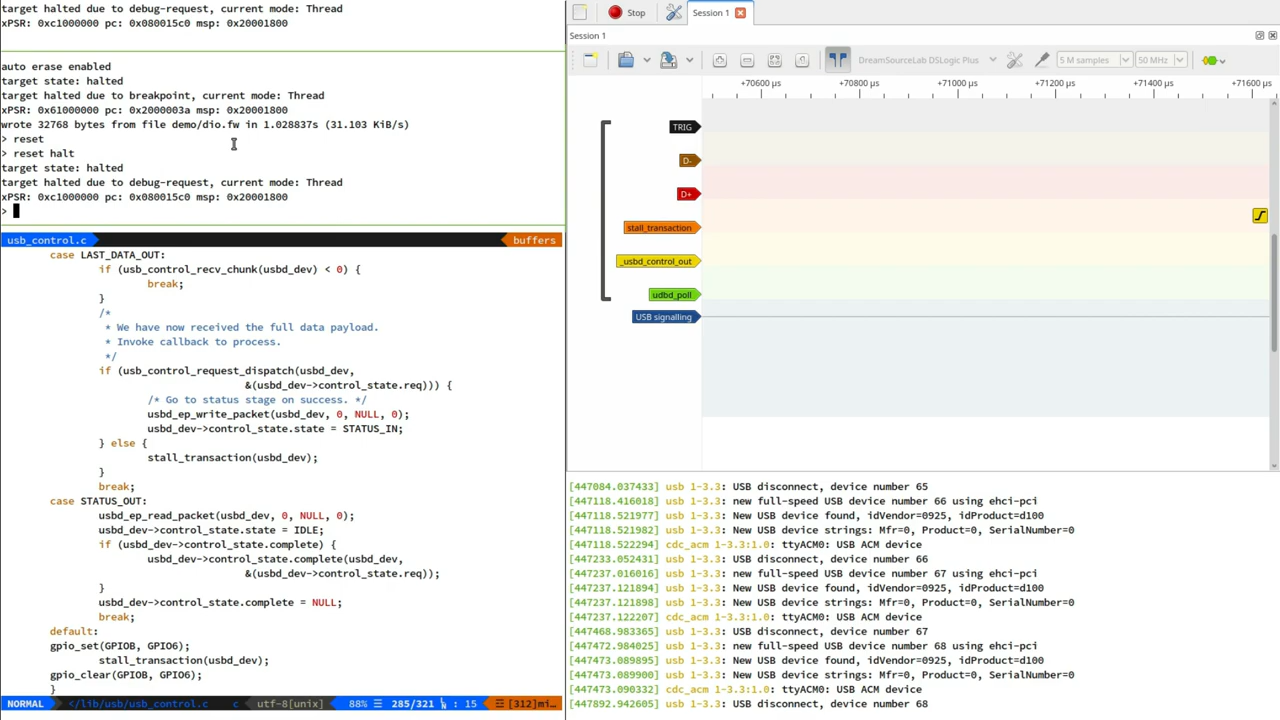 target halted due to debug-request, current mode: Thread
xPSR: 0xc1000000 pc: 0x080015c0 msp: 0x20001800
auto erase enabled
target state: halted
target halted due to breakpoint, current mode: Thread
xPSR: 0x61000000 pc: 0x2000003a msp: 0x20001800
wrote 32768 bytes from file demo/dio.fw in 1.028837s (31.103 KiB/s)
> reset
> reset halt
target state: halted
target halted due to debug-request, current mode: Thread
xPSR: 0xc1000000 pc: 0x080015c0 msp: 0x20001800
>
usb_control.c
buffers
case LAST_DATA_OUT:
if (usb_control_recv_chunk(usbd_dev) < 0) {
break;
}
/*
* We have now received the full data payload.
* Invoke callback to process.
*/
if (usb_control_request_dispatch(usbd_dev,
&(usbd_dev->control_state.req))) {
/* Go to status stage on success. */
usbd_ep_write_packet(usbd_dev, 0, NULL, 0);
usbd_dev->control_state.state = STATUS_IN;
} else {
stall_transaction(usbd_dev);
}
break;
case STATUS_OUT:
usbd_ep_read_packet(usbd_dev, 0, NULL, 0);
usbd_dev->control_state.state = IDLE;
if (usbd_dev->control_state.complete) {
usbd_dev->control_state.complete(usbd_dev,
&(usbd_dev->control_state.req));
}
usbd_dev->control_state.complete = NULL;
break;
default:
gpio_set(GPIOB, GPIO6);
stall_transaction(usbd_dev);
gpio_clear(GPIOB, GPIO6);
}
NORMAL
~/lib/usb/usb_control.c
c
utf-8[unix]
88% ☰ 285/321 : 15
☲ [312]mi…
Stop
Session 1
Session 1
DreamSourceLab DSLogic Plus
5 M samples
50 MHz
+70600 µs
+70800 µs
+71000 µs
+71200 µs
+71400 µs
+71600 µs
TRIG
D-
D+
stall_transaction
_usbd_control_out
udbd_poll
USB signalling
[447084.037433] usb 1-3.3: USB disconnect, device number 65
[447118.416018] usb 1-3.3: new full-speed USB device number 66 using ehci-pci
[447118.521977] usb 1-3.3: New USB device found, idVendor=0925, idProduct=d100
[447118.521982] usb 1-3.3: New USB device strings: Mfr=0, Product=0, SerialNumber=0
[447118.522294] cdc_acm 1-3.3:1.0: ttyACM0: USB ACM device
[447233.052431] usb 1-3.3: USB disconnect, device number 66
[447237.016016] usb 1-3.3: new full-speed USB device number 67 using ehci-pci
[447237.121894] usb 1-3.3: New USB device found, idVendor=0925, idProduct=d100
[447237.121898] usb 1-3.3: New USB device strings: Mfr=0, Product=0, SerialNumber=0
[447237.122207] cdc_acm 1-3.3:1.0: ttyACM0: USB ACM device
[447468.983365] usb 1-3.3: USB disconnect, device number 67
[447472.984025] usb 1-3.3: new full-speed USB device number 68 using ehci-pci
[447473.089895] usb 1-3.3: New USB device found, idVendor=0925, idProduct=d100
[447473.089900] usb 1-3.3: New USB device strings: Mfr=0, Product=0, SerialNumber=0
[447473.090332] cdc_acm 1-3.3:1.0: ttyACM0: USB ACM device
[447892.942605] usb 1-3.3: USB disconnect, device number 68